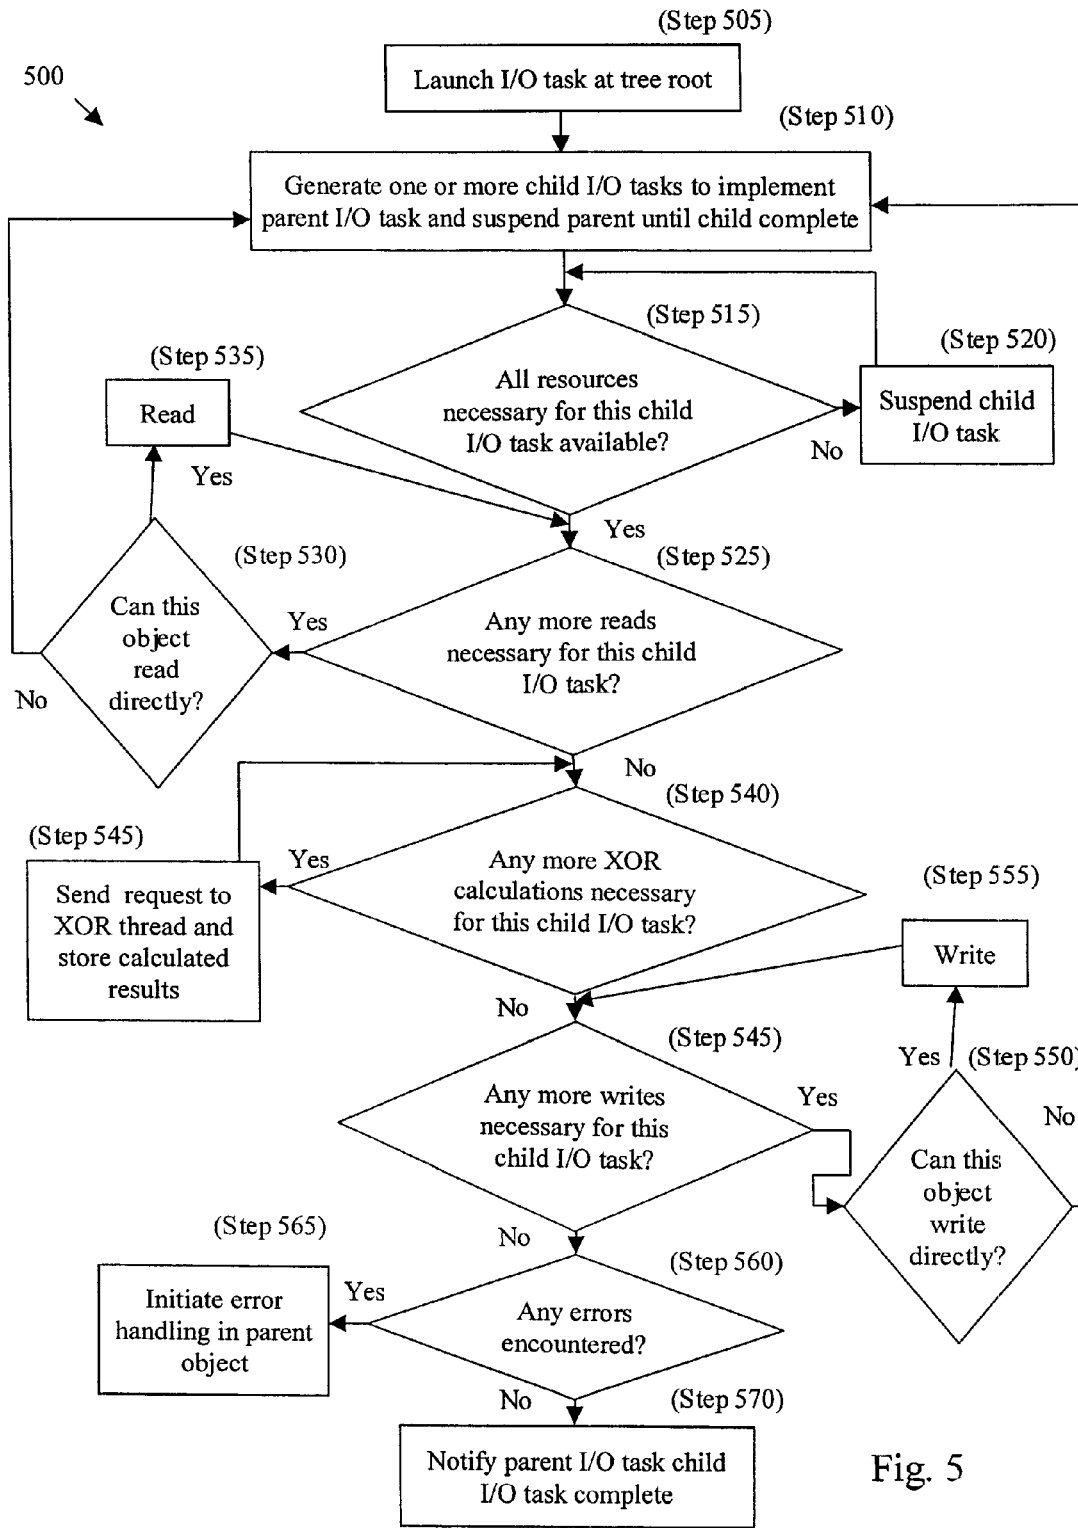 (Step 505)
500
Launch I/O task at tree root
(Step 510)
Generate one or more child I/O tasks to implement
parent I/O task and suspend parent until child complete
(Step 515)
(Step 520)
(Step 535)
All resources
necessary for this child
I/O task available?
Suspend child
I/O task
Read
No
Yes
Yes
(Step 530)
(Step 525)
Can this
object
read
directly?
Yes
Any more reads
necessary for this child
I/O task?
No
No
(Step 540)
(Step 545)
Yes
Any more XOR
calculations necessary
for this child I/O task?
(Step 555)
Send request to
XOR thread and
store calculated
results
Write
No
(Step 545)
Yes
(Step 550)
Any more writes
necessary for this
child I/O task?
Yes
No
Can this
object
write
directly?
(Step 565)
No
(Step 560)
Initiate error
handling in parent
object
Yes
Any errors
encountered?
No
(Step 570)
Notify parent I/O task child
I/O task complete
Fig. 5